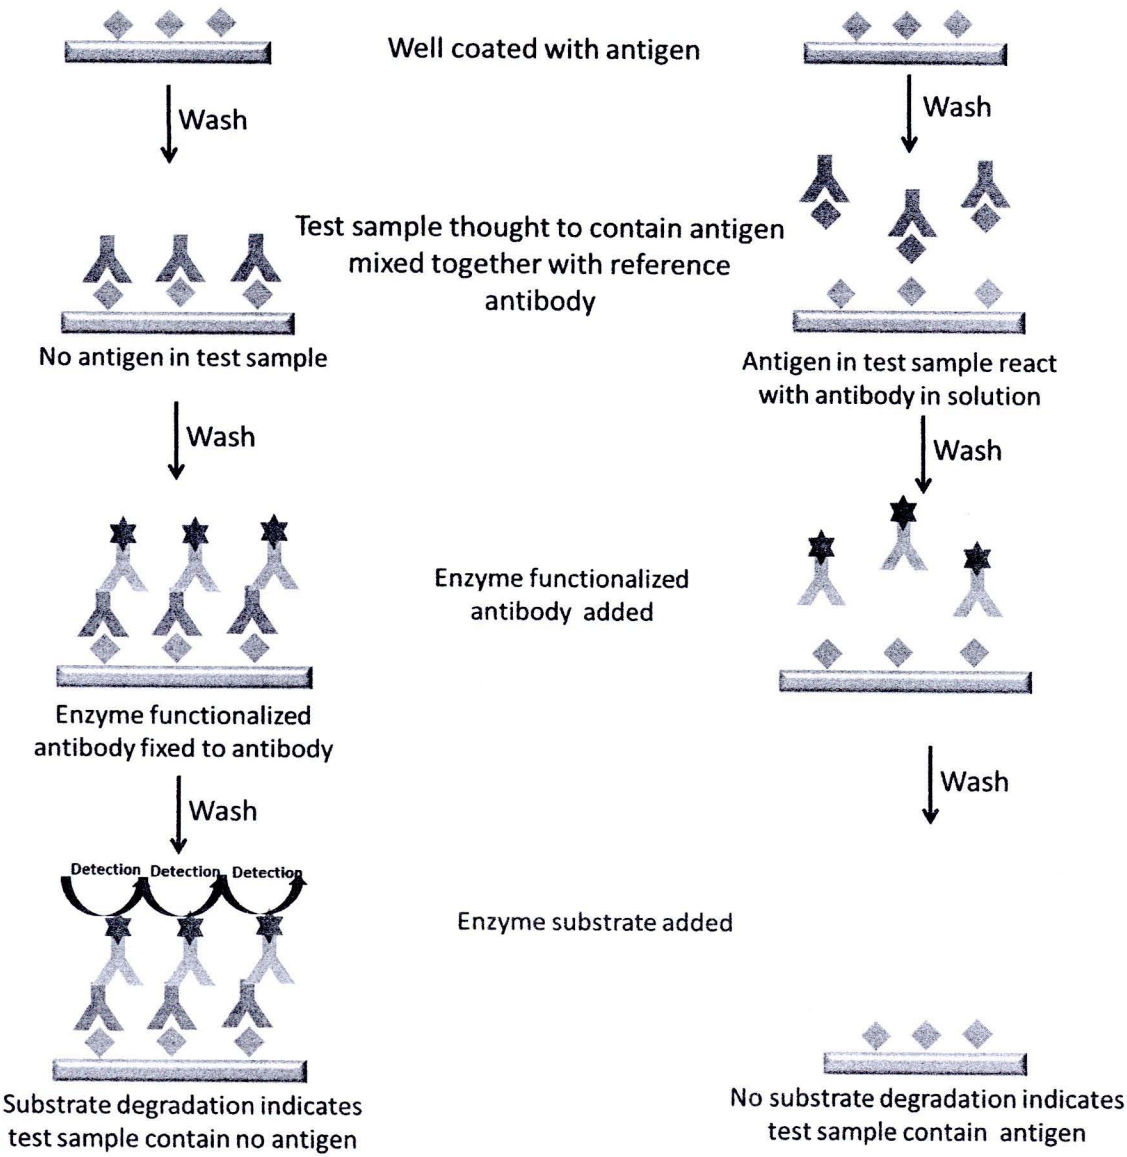 Well coated with antigen
Wash
Wash
Test sample thought to contain antigen
mixed together with reference
antibody
No antigen in test sample
Antigen in test sample react
with antibody in solution
Wash
Wash
Enzyme functionalized
antibody added
Enzyme functionalized
antibody fixed to antibody
Wash
Wash
Detection Detection Detection
Enzyme substrate added
Substrate degradation indicates
test sample contain no antigen
No substrate degradation indicates
test sample contain antigen